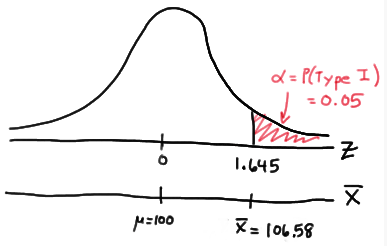 α = P(Type I)
= 0.05
0
1.645
Z
X̅
μ=100
x̅ = 106.58